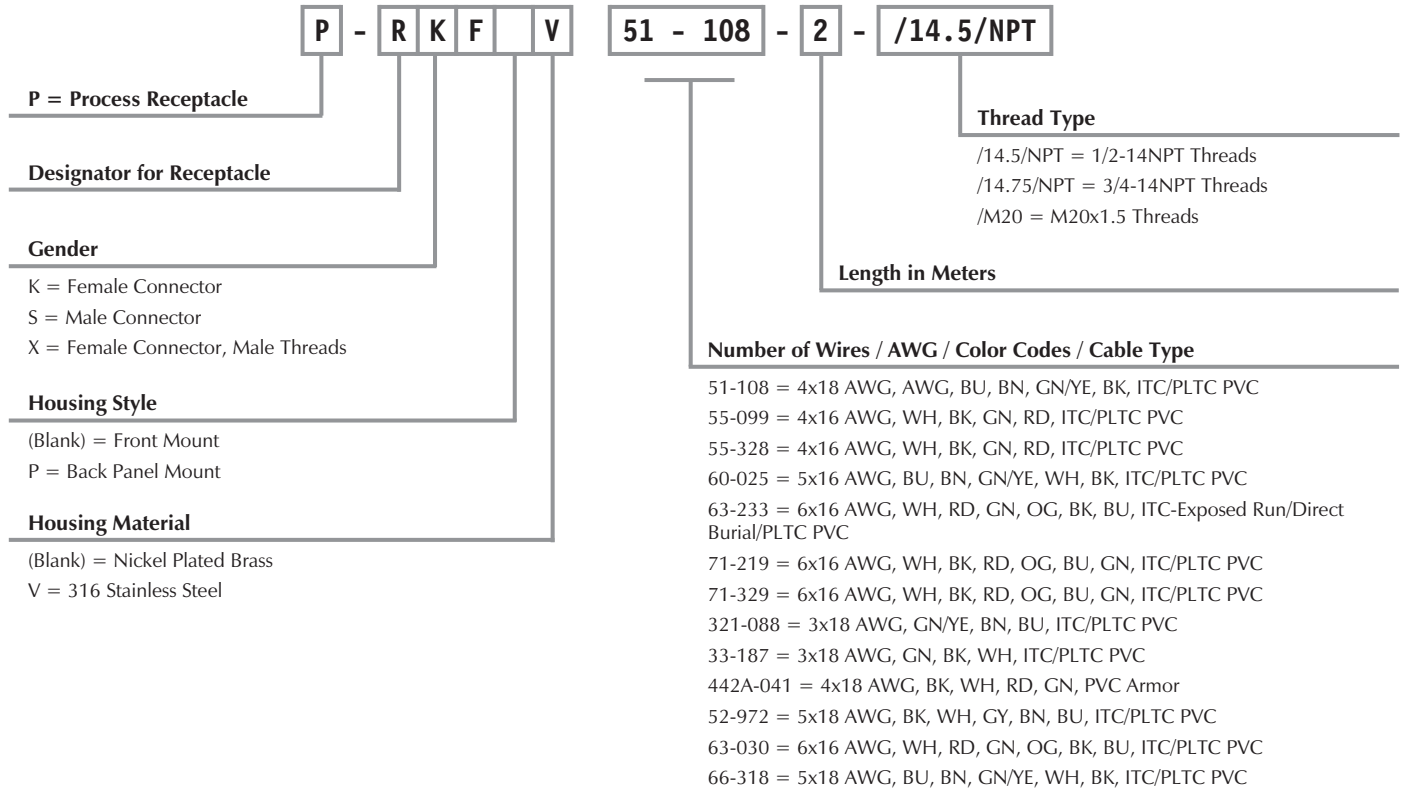 P - R K F V 51 - 108 - 2 - /14.5/NPT
P = Process Receptacle
Designator for Receptacle
Gender
K = Female Connector
S = Male Connector
X = Female Connector, Male Threads
Housing Style
(Blank) = Front Mount
P = Back Panel Mount
Housing Material
(Blank) = Nickel Plated Brass
V = 316 Stainless Steel
Thread Type
/14.5/NPT = 1/2-14NPT Threads
/14.75/NPT = 3/4-14NPT Threads
/M20 = M20x1.5 Threads
Length in Meters
Number of Wires / AWG / Color Codes / Cable Type
51-108 = 4x18 AWG, AWG, BU, BN, GN/YE, BK, ITC/PLTC PVC
55-099 = 4x16 AWG, WH, BK, GN, RD, ITC/PLTC PVC
55-328 = 4x16 AWG, WH, BK, GN, RD, ITC/PLTC PVC
60-025 = 5x16 AWG, BU, BN, GN/YE, WH, BK, ITC/PLTC PVC
63-233 = 6x16 AWG, WH, RD, GN, OG, BK, BU, ITC-Exposed Run/Direct
Burial/PLTC PVC
71-219 = 6x16 AWG, WH, BK, RD, OG, BU, GN, ITC/PLTC PVC
71-329 = 6x16 AWG, WH, BK, RD, OG, BU, GN, ITC/PLTC PVC
321-088 = 3x18 AWG, GN/YE, BN, BU, ITC/PLTC PVC
33-187 = 3x18 AWG, GN, BK, WH, ITC/PLTC PVC
442A-041 = 4x18 AWG, BK, WH, RD, GN, PVC Armor
52-972 = 5x18 AWG, BK, WH, GY, BN, BU, ITC/PLTC PVC
63-030 = 6x16 AWG, WH, RD, GN, OG, BK, BU, ITC/PLTC PVC
66-318 = 5x18 AWG, BU, BN, GN/YE, WH, BK, ITC/PLTC PVC